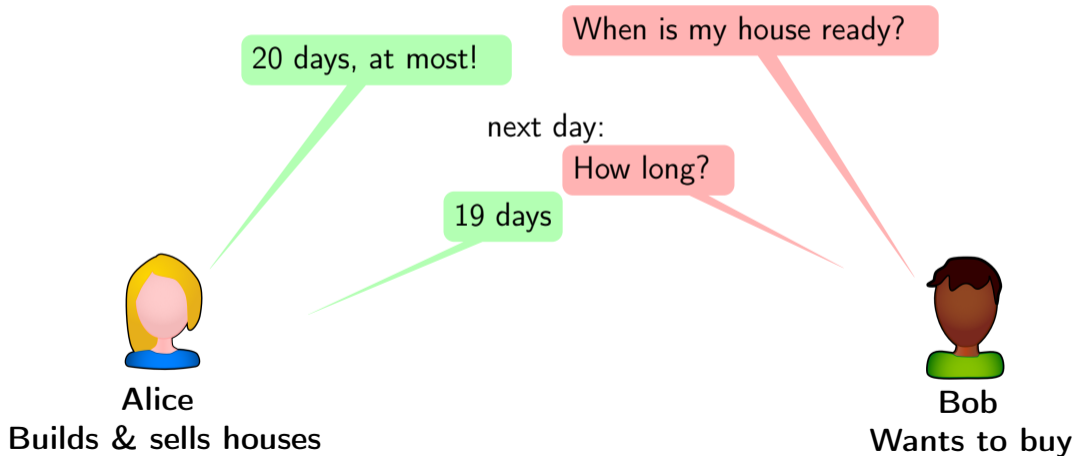 When is my house ready?
20 days, at most!
next day:
How long?
19 days
Alice
Builds & sells houses
Bob
Wants to buy